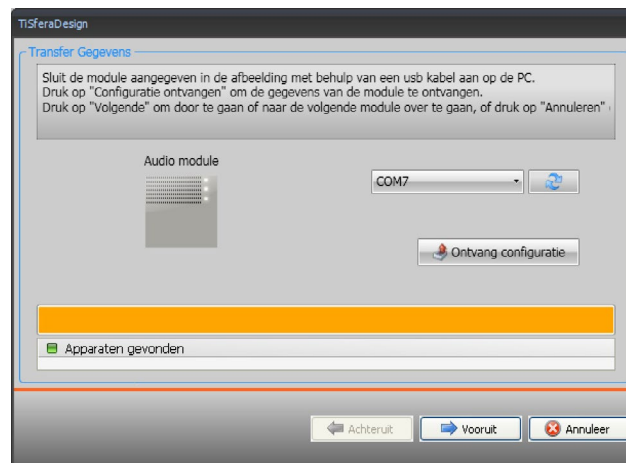 TiSferaDesign
Transfer Gegevens
Sluit de module aangegeven in de afbeelding met behulp van een usb kabel aan op de PC.
Druk op "Configuratie ontvangen" om de gegevens van de module te ontvangen.
Druk op "Volgende" om door te gaan of naar de volgende module over te gaan, of druk op "Annuleren"
Audio module
COM7
Ontvang configuratie
Apparaten gevonden
Achteruit
Vooruit
Annuleer